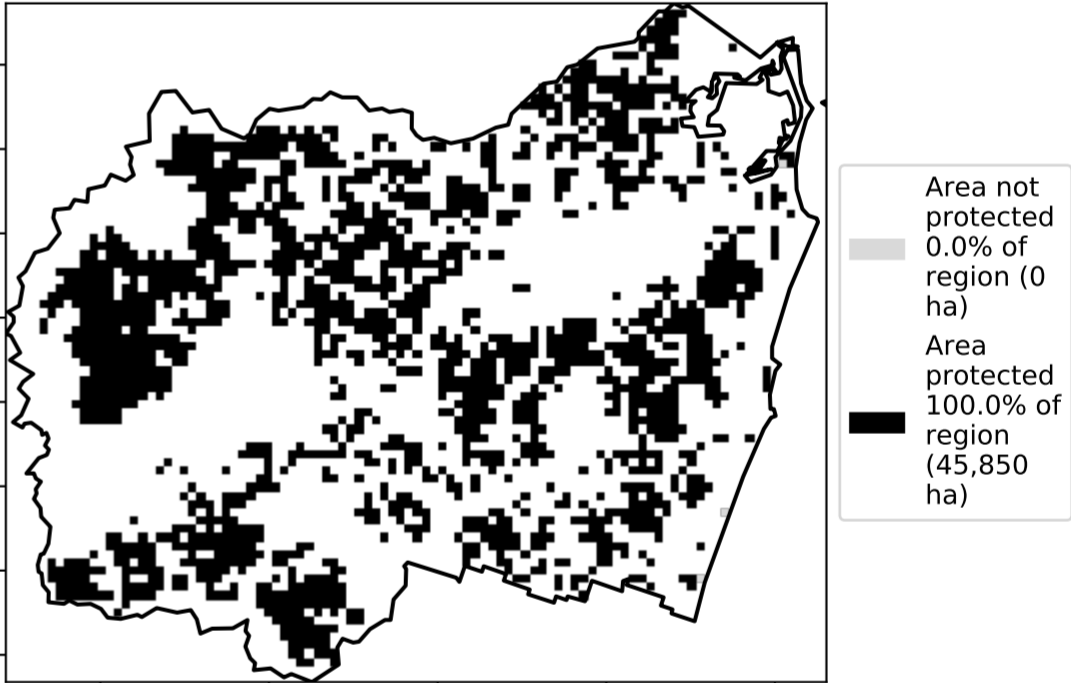 Area not
protected
0.0% of
region (0
ha)
Area
protected
100.0% of
region
(45,850
ha)